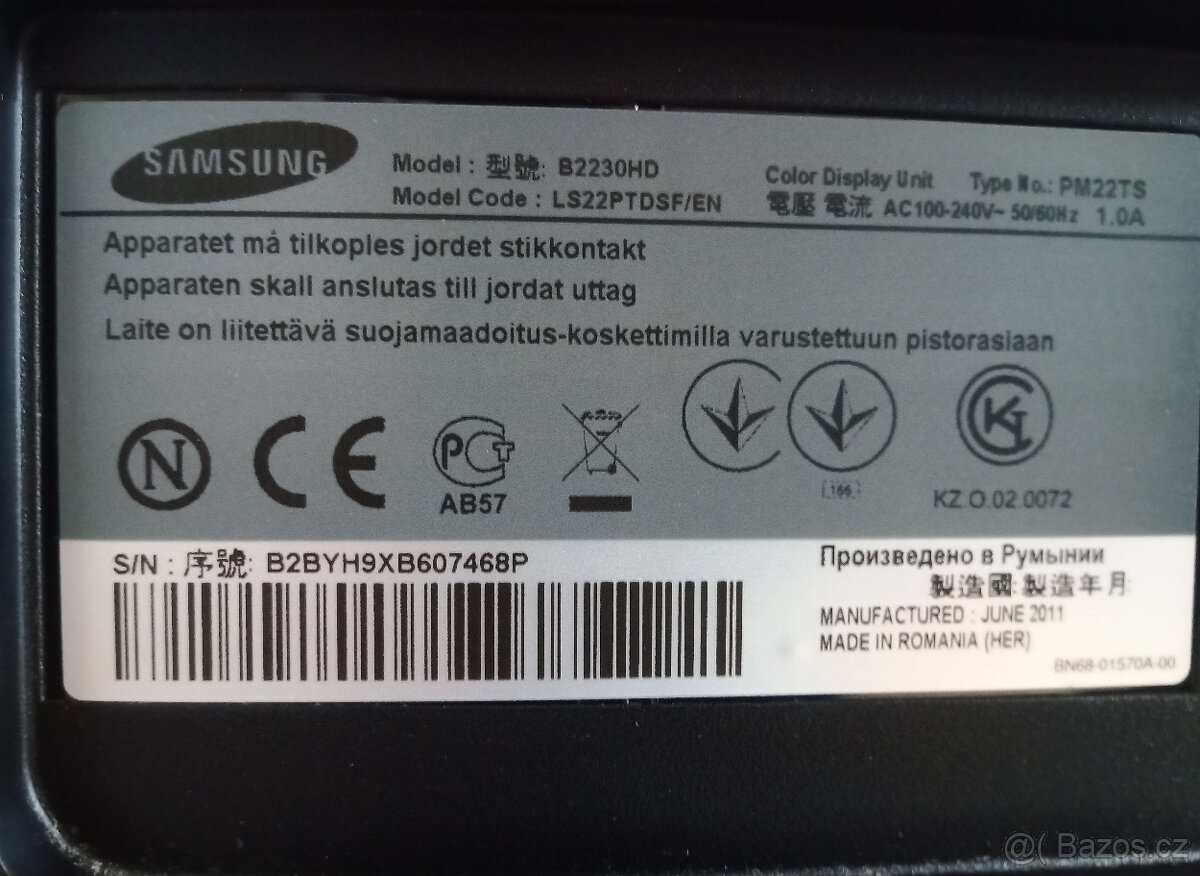 SAMSUNG
Model : 型號: B2230HD
Model Code : LS22PTDSF/EN
Color Display Unit Type No.: PM22TS
電壓 電流 AC100-240V~ 50/60Hz 1.0A
Apparatet må tilkoples jordet stikkontakt
Apparaten skall anslutas till jordat uttag
Laite on liitettävä suojamaadoitus-koskettimilla varustettuun pistorasiaan
N
CE
РСТ
AB57
166
KZ.O.02.0072
S/N : 序號: B2BYH9XB607468P
Произведено в Румынии
製造國: 製造年月
MANUFACTURED : JUNE 2011
MADE IN ROMANIA (HER)
BN68-01570A-00
@( Bazos.cz